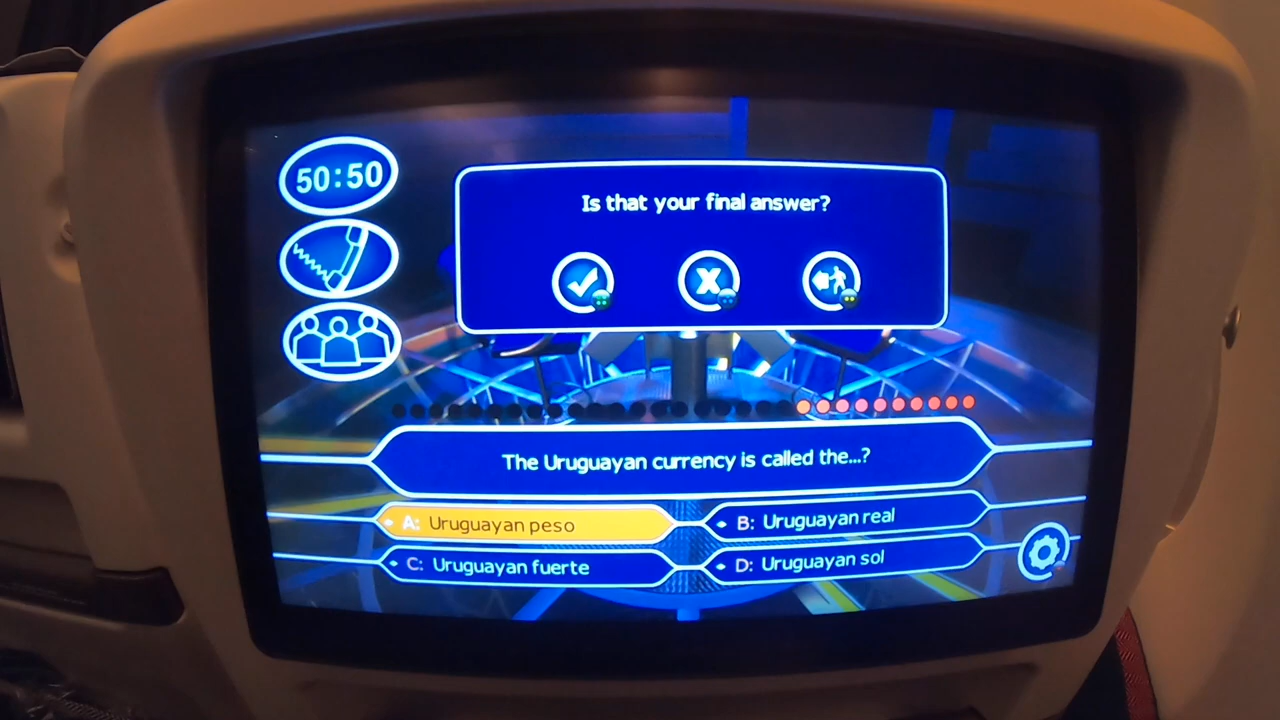 50:50
Is that your final answer?
X
The Uruguayan currency is called the...?
A: Uruguayan peso
B: Uruguayan real
C: Uruguayan fuerte
D: Uruguayan sol